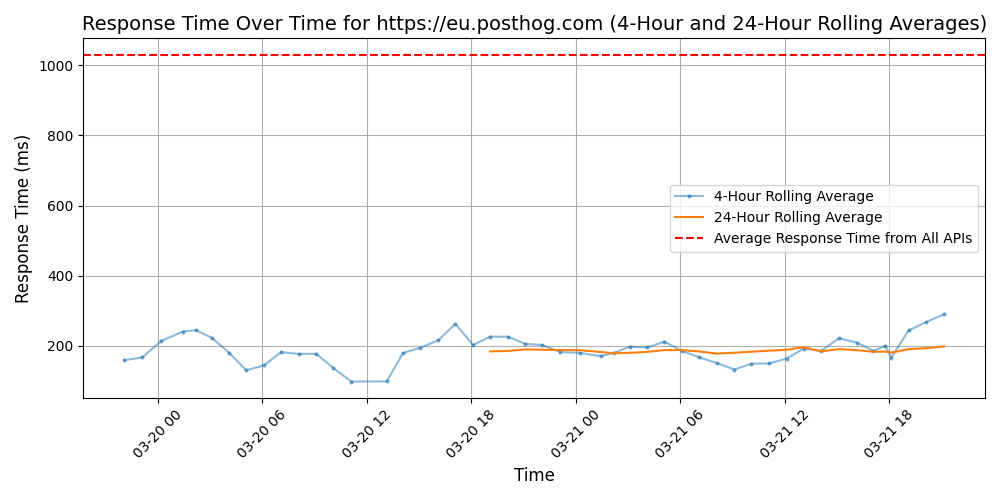 Response Time Over Time for https://eu.posthog.com (4-Hour and 24-Hour Rolling Averages)
Response Time (ms)
1000
800
600
400
200
4-Hour Rolling Average
24-Hour Rolling Average
Average Response Time from All APIs
03-20 00
03-20 06
03-20 12
03-20 18
03-21 00
03-21 06
03-21 12
03-21 18
Time